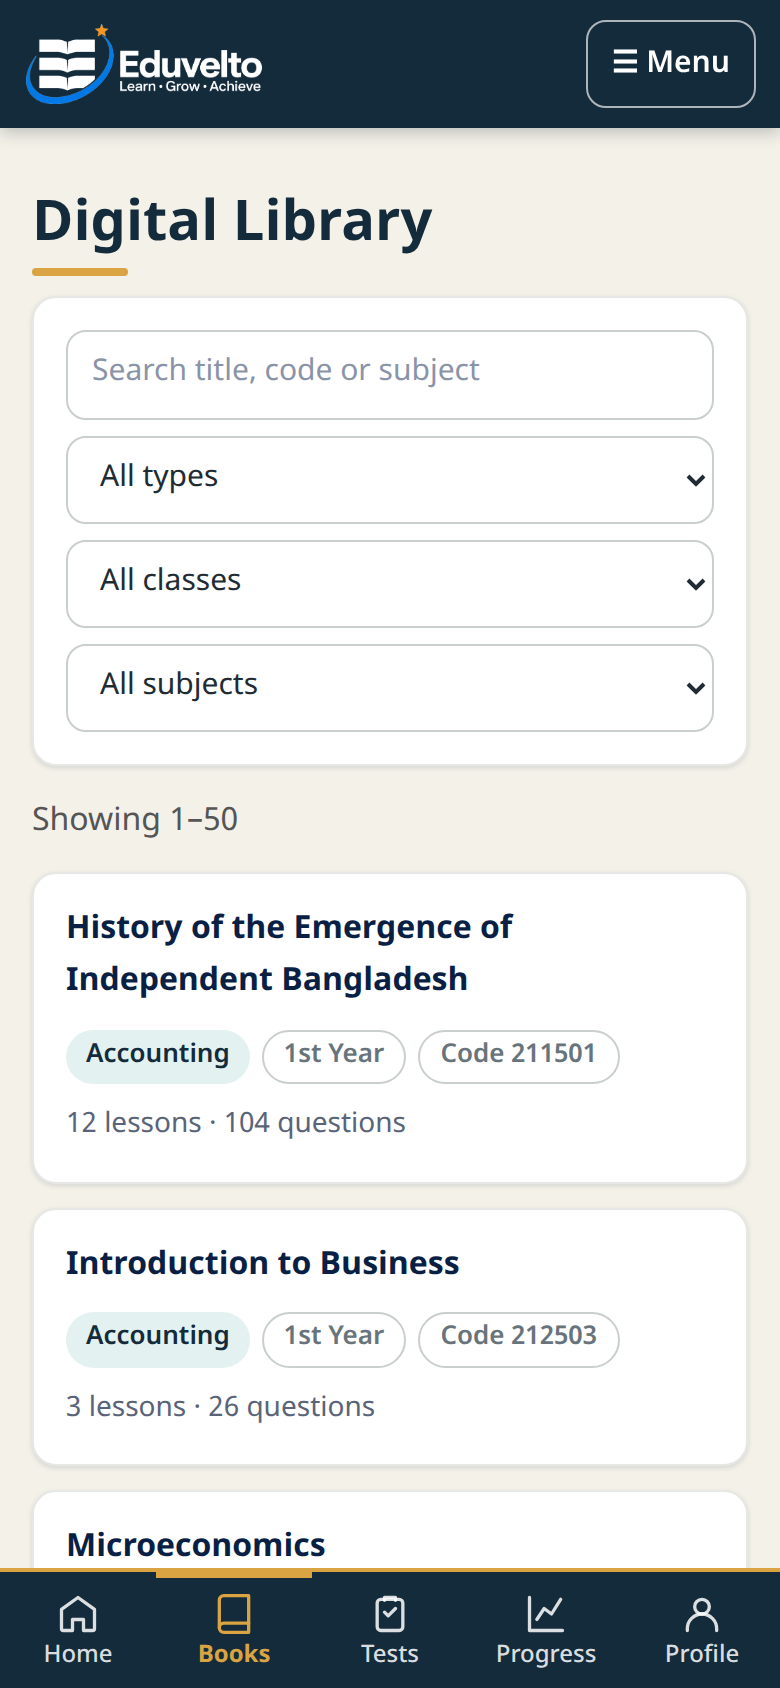 Eduvelto
Learn • Grow • Achieve
☰ Menu
Digital Library
Search title, code or subject
All types
All classes
All subjects
Showing 1–50
History of the Emergence of
Independent Bangladesh
Accounting 1st Year Code 211501
12 lessons · 104 questions
Introduction to Business
Accounting 1st Year Code 212503
3 lessons · 26 questions
Microeconomics
Home Books Tests Progress Profile